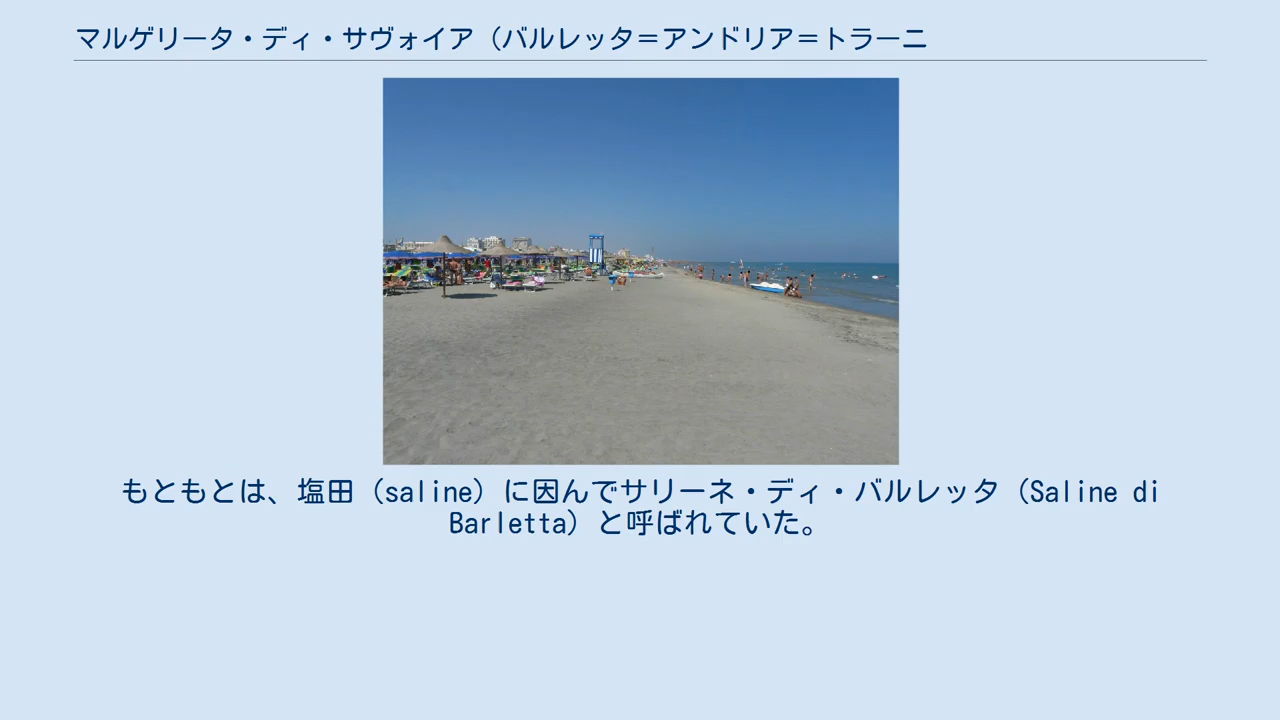 マルゲリータ・ディ・サヴォイア（バルレッタ＝アンドリア＝トラーニ
もともとは、塩田（saline）に因んでサリーネ・ディ・バルレッタ（Saline di
Barletta）と呼ばれていた。